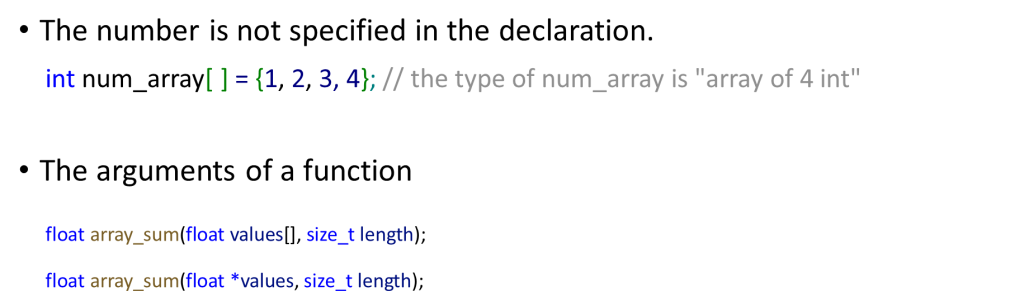 • The number is not specified in the declaration.
int num_array[ ] = {1, 2, 3, 4}; // the type of num_array is "array of 4 int"
• The arguments of a function
float array_sum(float values[], size_t length);
float array_sum(float *values, size_t length);